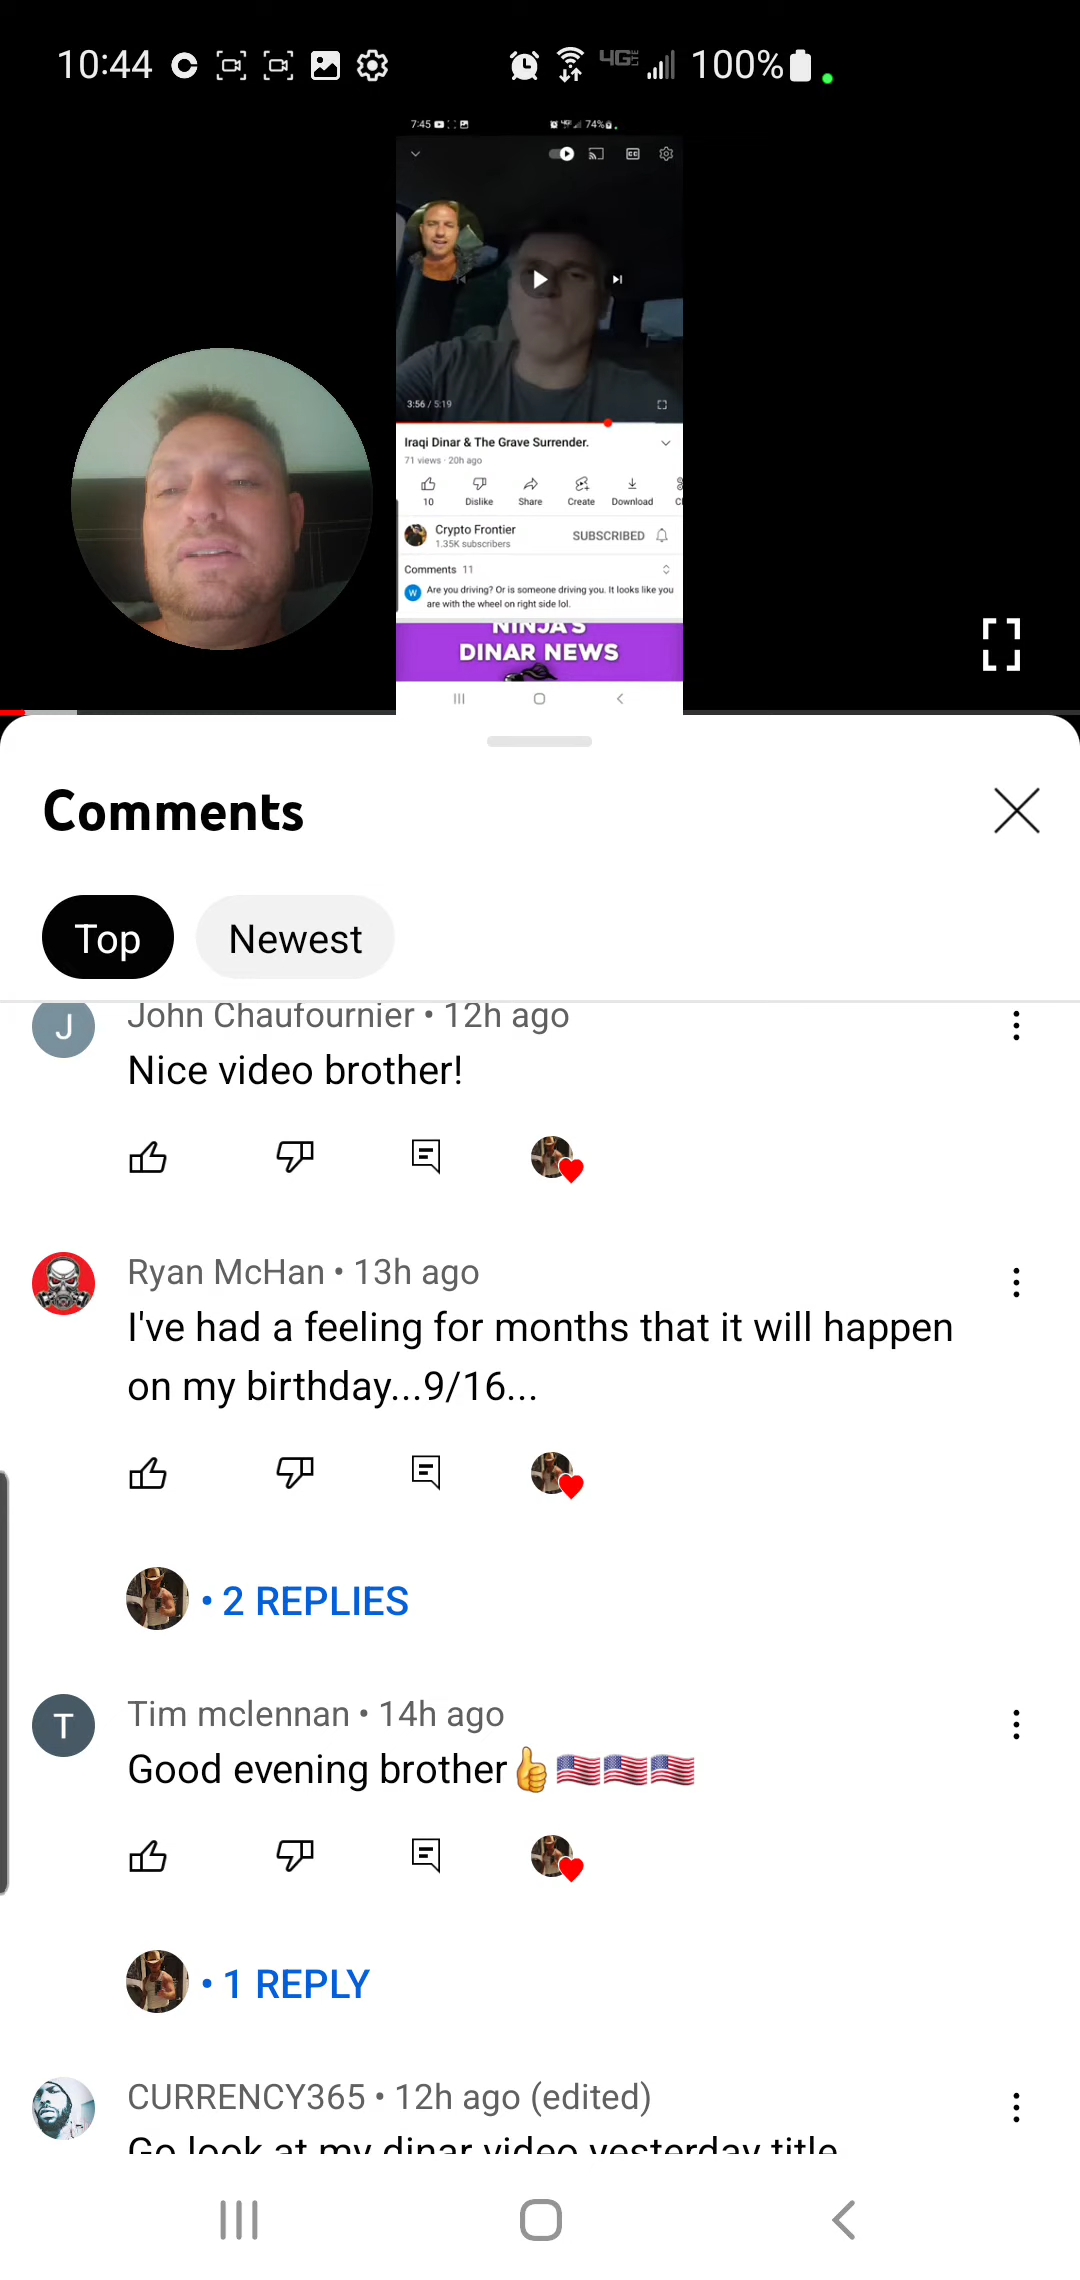 10:44
4G LTE
100%
7:45
74%
3:56 / 5:19
Iraqi Dinar & The Grave Surrender.
71 views · 20h ago
10
Dislike
Share
Create
Download
Crypto Frontier
1.35K subscribers
SUBSCRIBED
Comments 11
W
Are you driving? Or is someone driving you. It looks like you
are with the wheel on right side lol.
NINJA'S
DINAR NEWS
Comments
Top
Newest
J
John Chaufournier • 12h ago
Nice video brother!
Ryan McHan • 13h ago
I've had a feeling for months that it will happen
on my birthday...9/16...
• 2 REPLIES
T
Tim mclennan • 14h ago
Good evening brother👍🇺🇸🇺🇸🇺🇸
• 1 REPLY
CURRENCY365 • 12h ago (edited)
Go look at my dinar video yesterday title